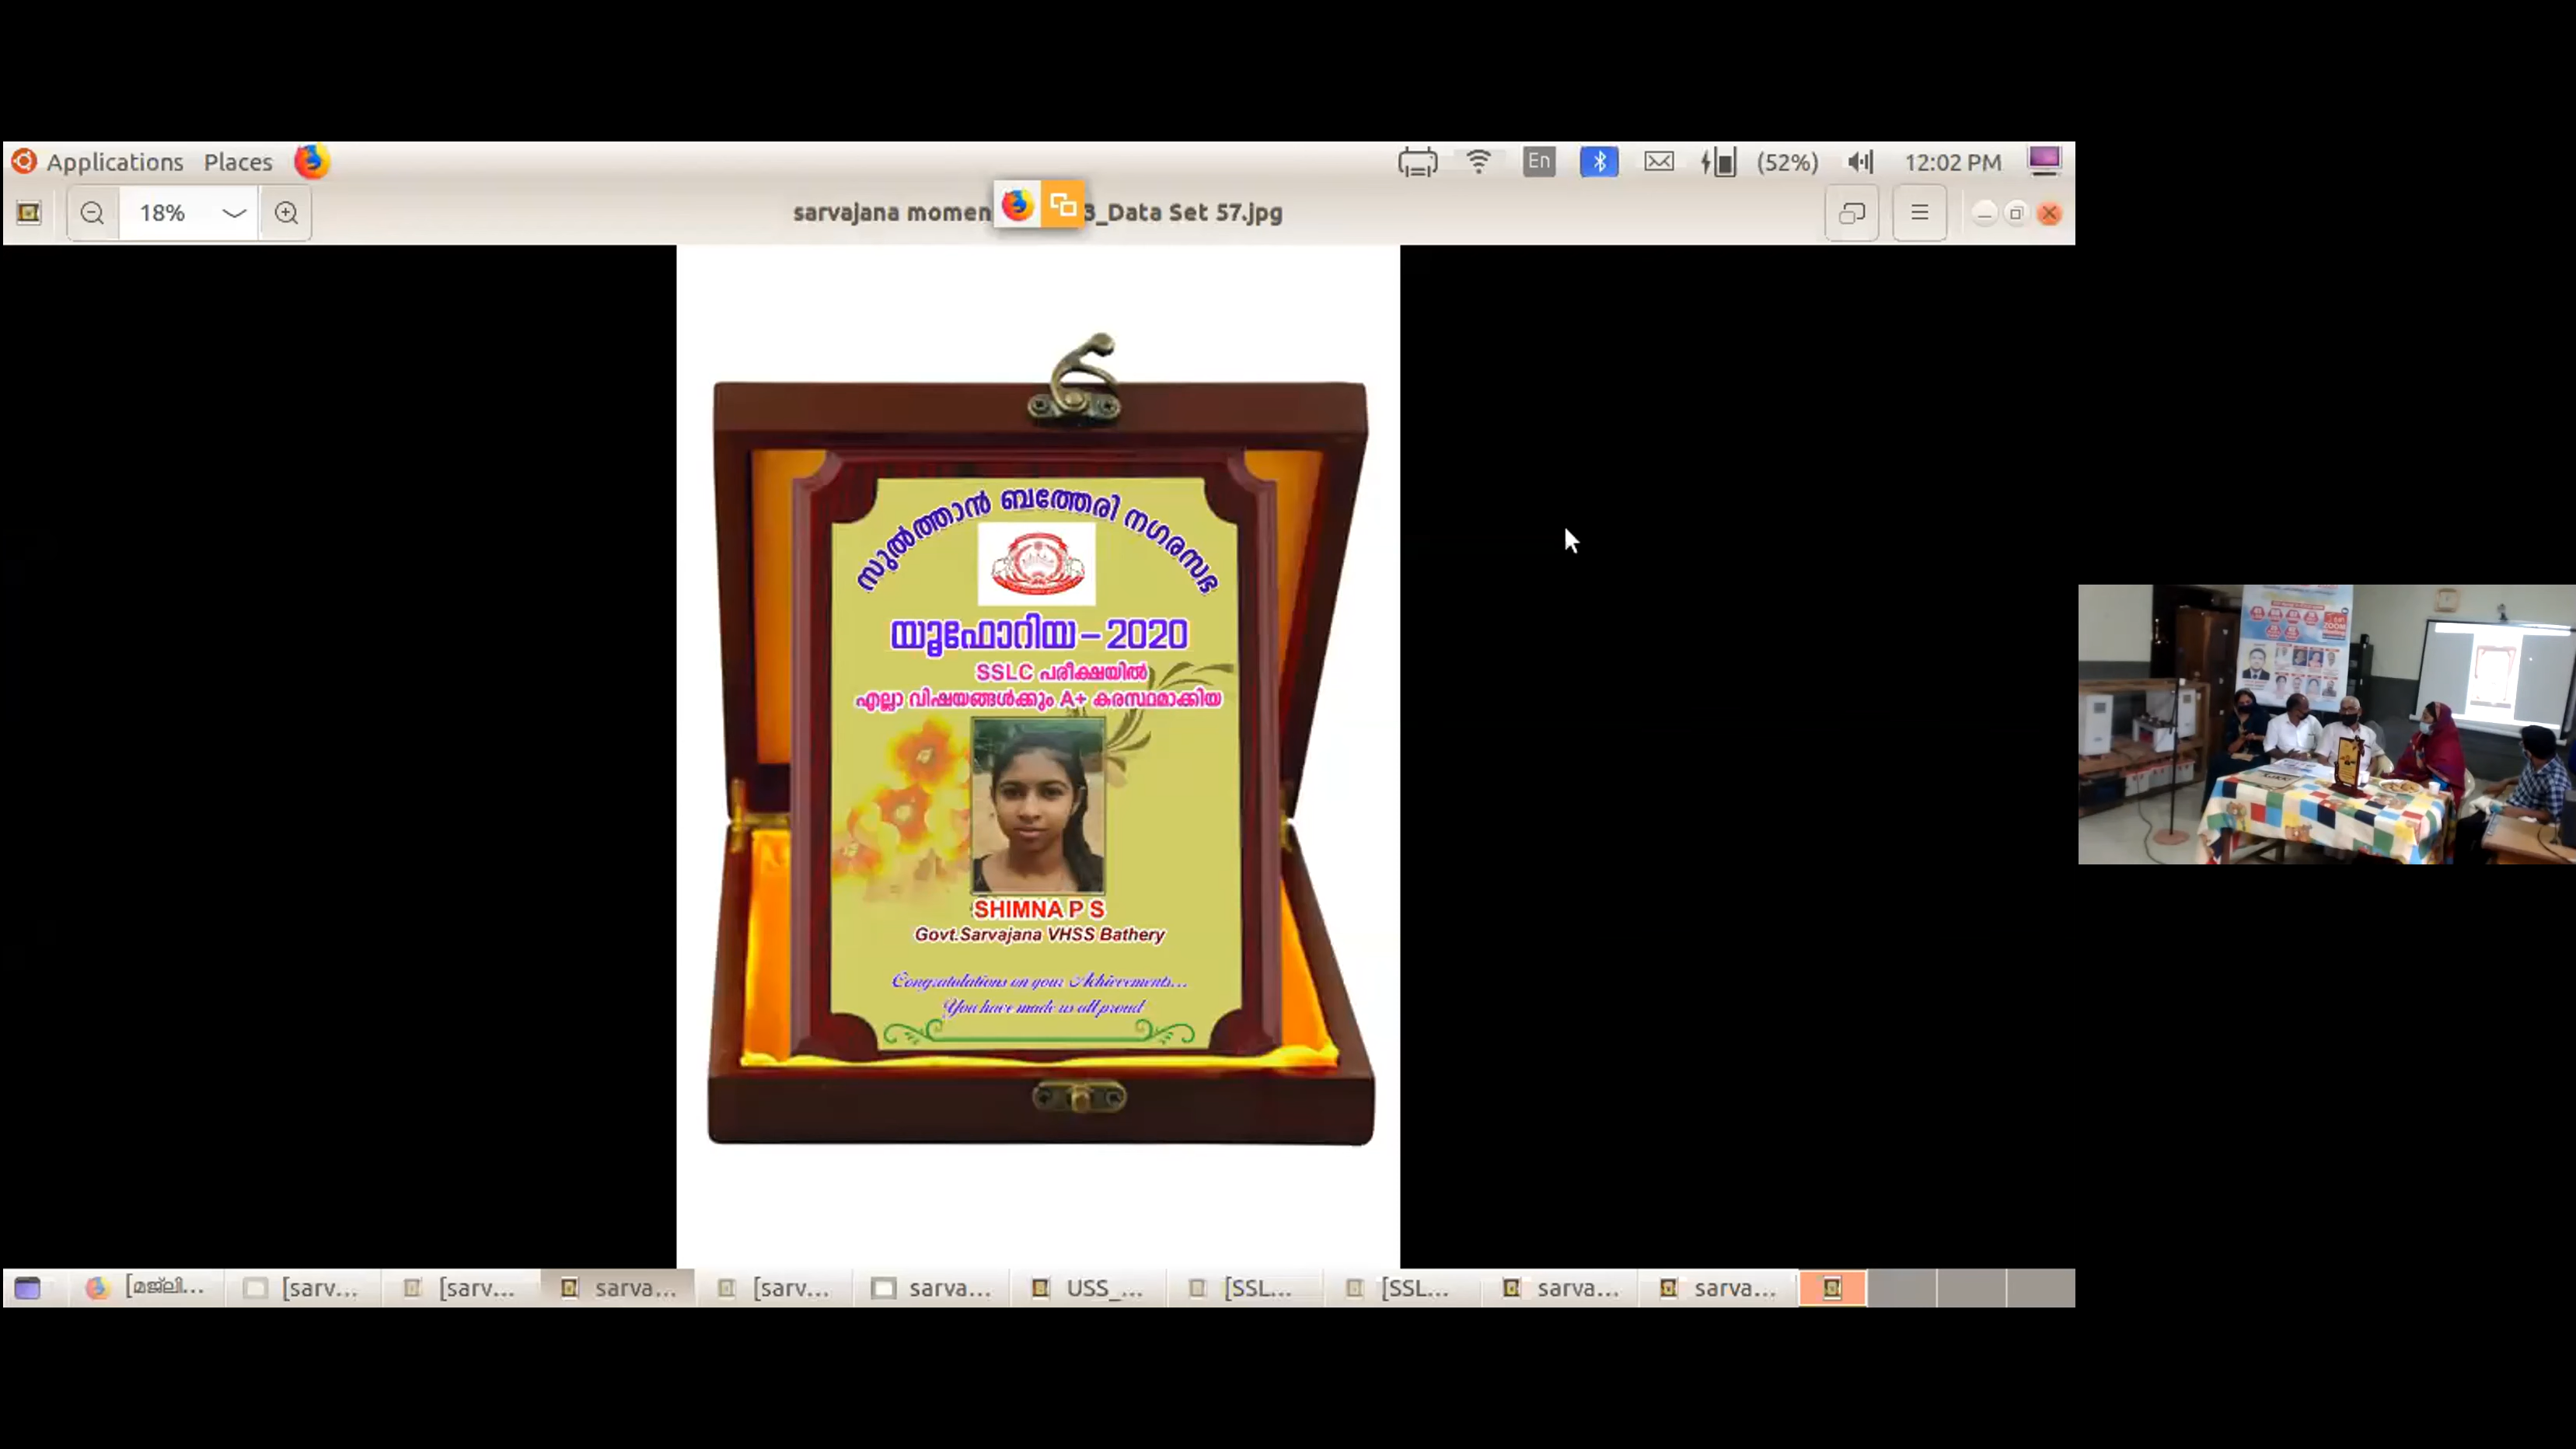 Applications Places
En
(52%)
12:02 PM
18%
sarvajana momen 3_Data Set 57.jpg
സുൽത്താൻ ബത്തേരി നഗരസഭ
യൂഫോറിയ-2020
SSLC പരീക്ഷയിൽ
എല്ലാ വിഷയങ്ങൾക്കും A+ കരസ്ഥമാക്കിയ
SHIMNA P S
Govt.Sarvajana VHSS Bathery
Congratulations on your Achievements...
You have made us all proud
ZOOM
[മജ്ലി... [sarv... [sarv... sarva... [sarv... sarva... USS_... [SSL... [SSL... sarva... sarva...